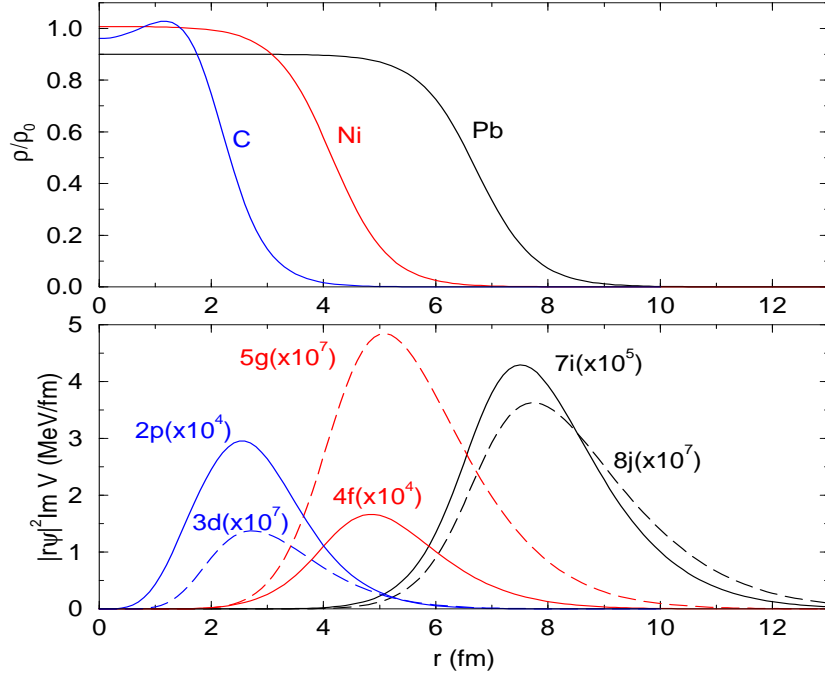 1.0
0.8
0.6
0.4
0.2
0.0
ρ/ρ₀
C
Ni
Pb
0
2
4
6
8
10
12
5
4
3
2
1
0
|rψ|² Im V (MeV/fm)
5g(x10⁷)
7i(x10⁵)
2p(x10⁴)
8j(x10⁷)
4f(x10⁴)
3d(x10⁷)
0
2
4
6
8
10
12
r (fm)